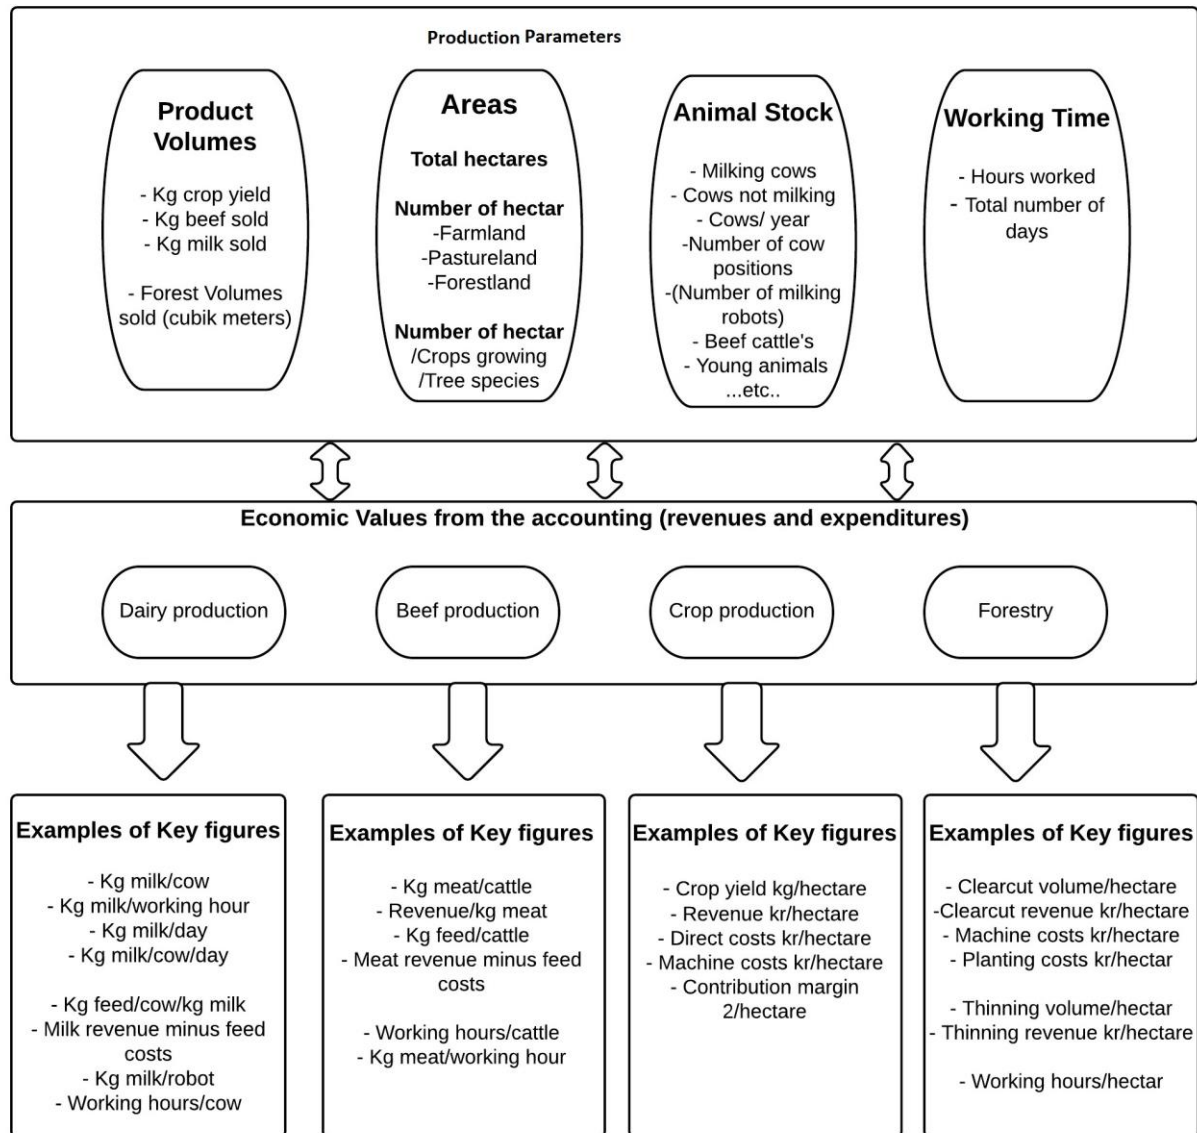 Production Parameters
Product
Volumes
- Kg crop yield
- Kg beef sold
- Kg milk sold
- Forest Volumes
sold (cubik meters)
Areas
Total hectares
Number of hectar
-Farmland
-Pastureland
-Forestland
Number of hectar
/Crops growing
/Tree species
Animal Stock
- Milking cows
- Cows not milking
- Cows/ year
-Number of cow
positions
-(Number of milking
robots)
- Beef cattle's
- Young animals
...etc..
Working Time
- Hours worked
- Total number of
days
Economic Values from the accounting (revenues and expenditures)
Dairy production
Beef production
Crop production
Forestry
Examples of Key figures
- Kg milk/cow
- Kg milk/working hour
- Kg milk/day
- Kg milk/cow/day
- Kg feed/cow/kg milk
- Milk revenue minus feed
costs
- Kg milk/robot
- Working hours/cow
Examples of Key figures
- Kg meat/cattle
- Revenue/kg meat
- Kg feed/cattle
- Meat revenue minus feed
costs
- Working hours/cattle
- Kg meat/working hour
Examples of Key figures
- Crop yield kg/hectare
- Revenue kr/hectare
- Direct costs kr/hectare
- Machine costs kr/hectare
- Contribution margin
2/hectare
Examples of Key figures
- Clearcut volume/hectare
-Clearcut revenue kr/hectare
- Machine costs kr/hectare
- Planting costs kr/hectar
- Thinning volume/hectar
- Thinning revenue kr/hectare
- Working hours/hectar